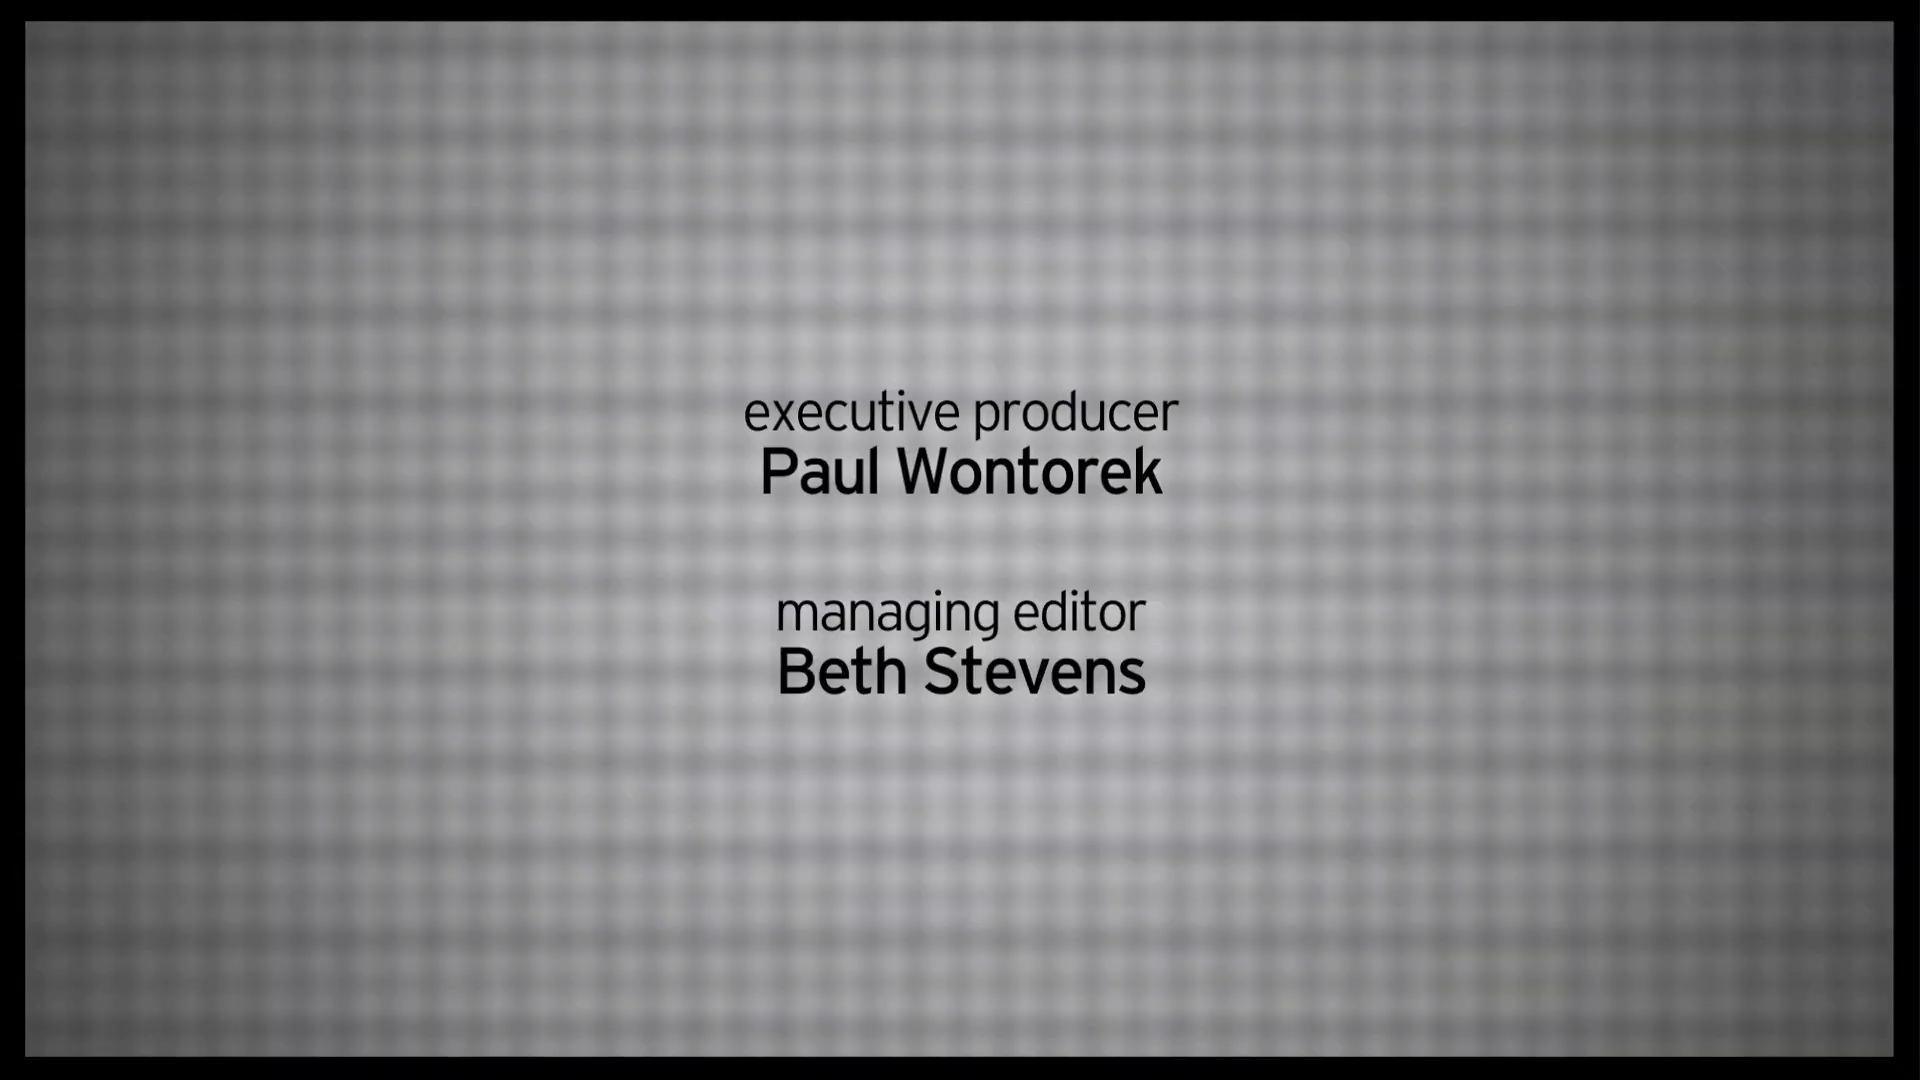 executive producer
Paul Wontorek
managing editor
Beth Stevens